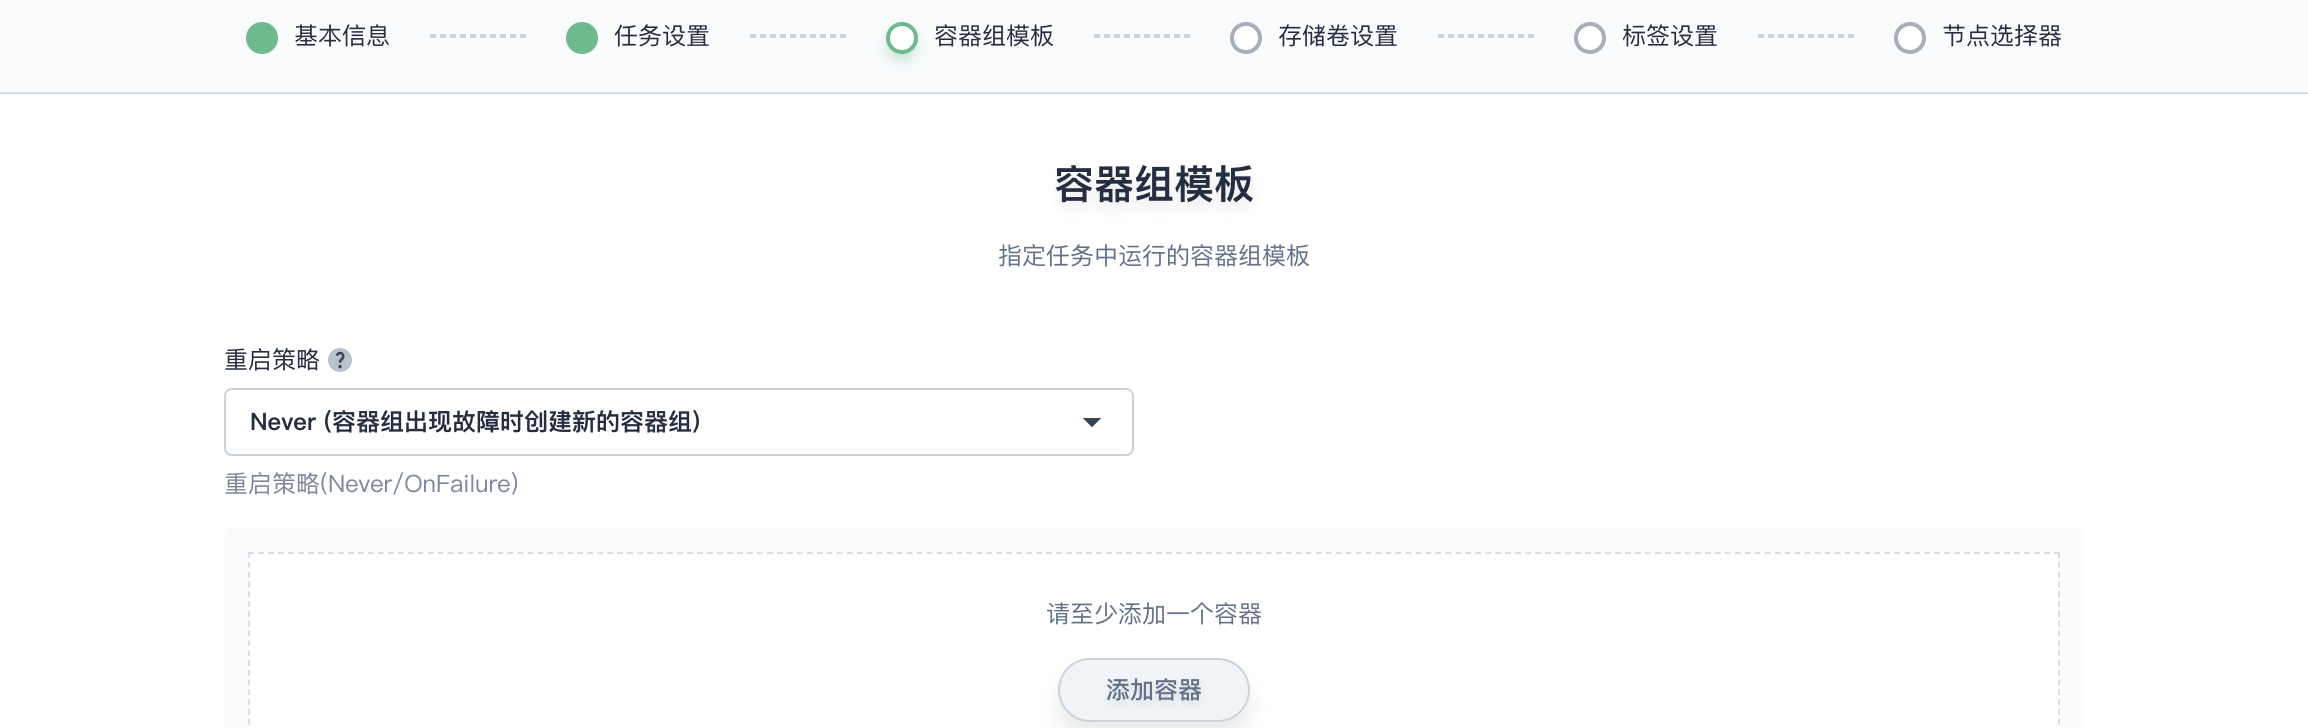 基本信息 任务设置 容器组模板 存储卷设置 标签设置 节点选择器
容器组模板
指定任务中运行的容器组模板
重启策略 ?
Never (容器组出现故障时创建新的容器组)
重启策略(Never/OnFailure)
请至少添加一个容器
添加容器